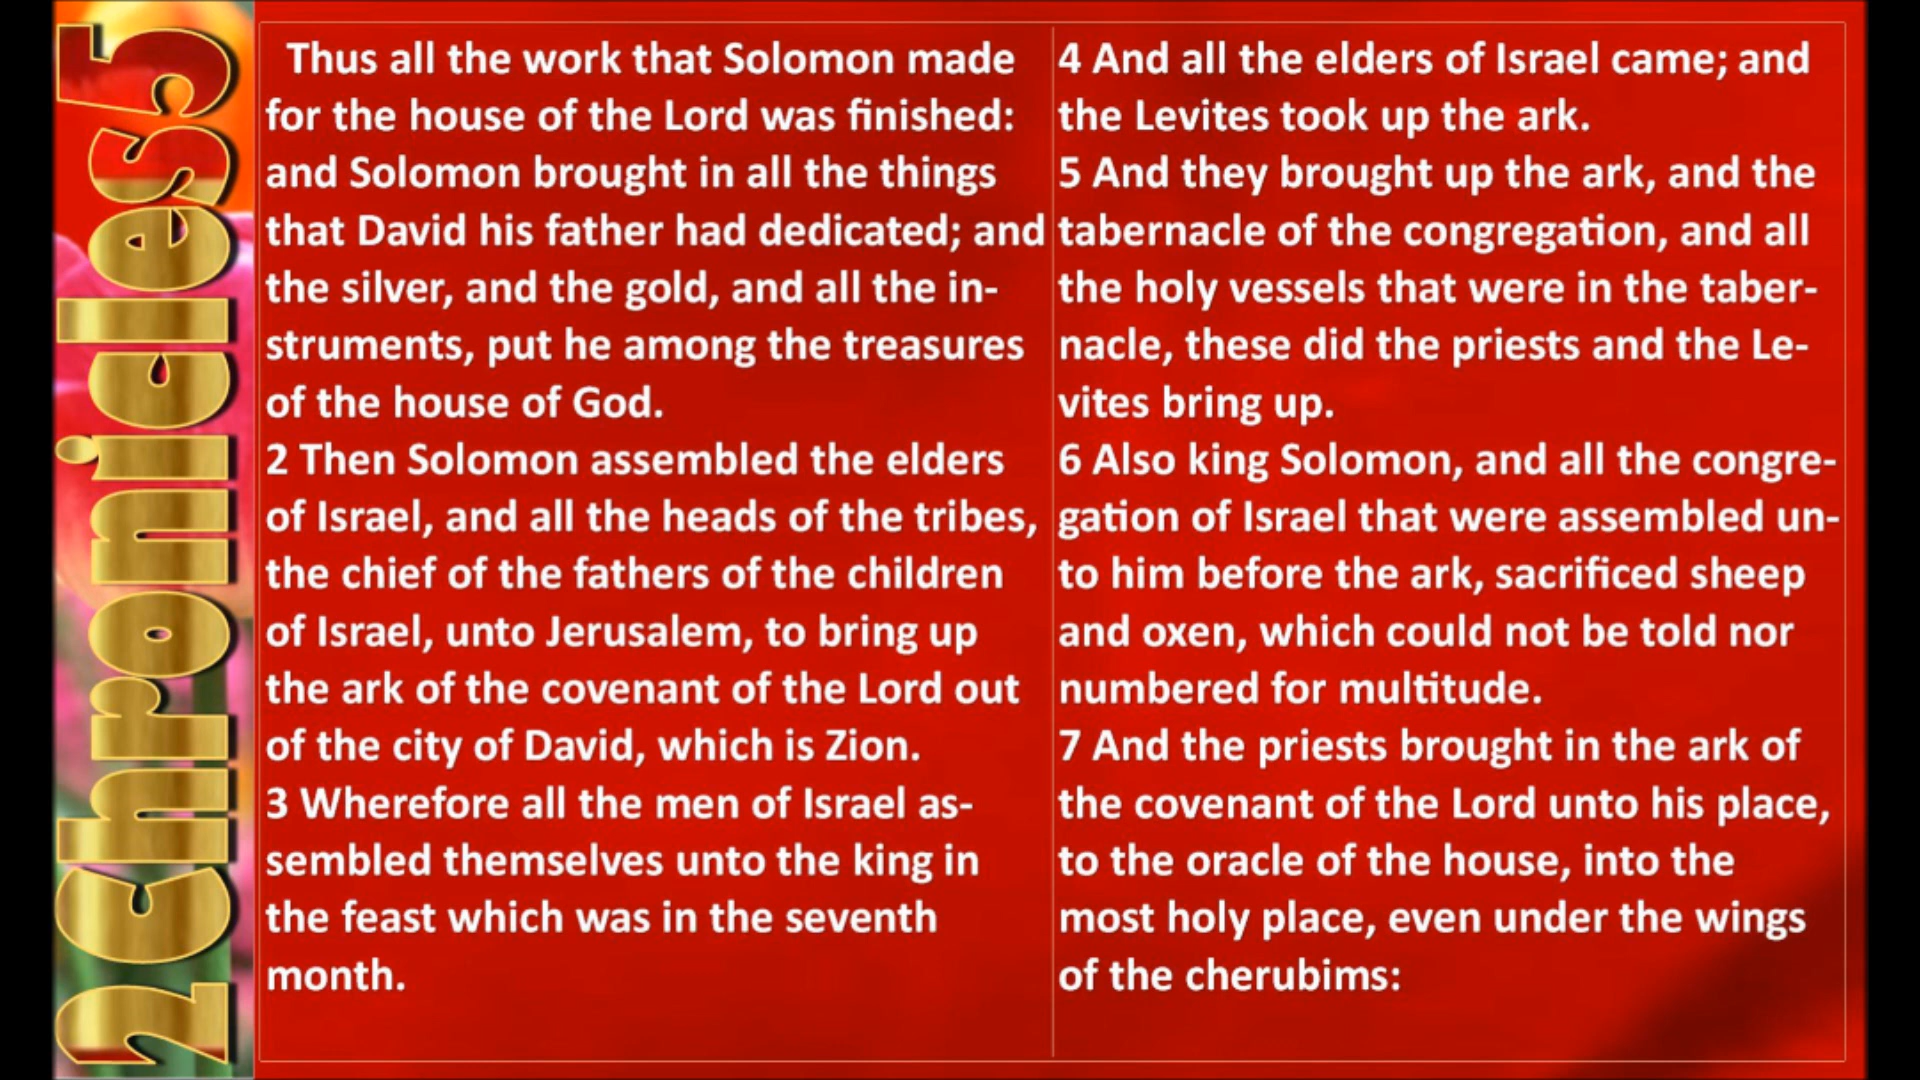 2 Chronicles 5
Thus all the work that Solomon made
for the house of the Lord was finished:
and Solomon brought in all the things
that David his father had dedicated; and
the silver, and the gold, and all the in-
struments, put he among the treasures
of the house of God.
2 Then Solomon assembled the elders
of Israel, and all the heads of the tribes,
the chief of the fathers of the children
of Israel, unto Jerusalem, to bring up
the ark of the covenant of the Lord out
of the city of David, which is Zion.
3 Wherefore all the men of Israel as-
sembled themselves unto the king in
the feast which was in the seventh
month.
4 And all the elders of Israel came; and
the Levites took up the ark.
5 And they brought up the ark, and the
tabernacle of the congregation, and all
the holy vessels that were in the taber-
nacle, these did the priests and the Le-
vites bring up.
6 Also king Solomon, and all the congre-
gation of Israel that were assembled un-
to him before the ark, sacrificed sheep
and oxen, which could not be told nor
numbered for multitude.
7 And the priests brought in the ark of
the covenant of the Lord unto his place,
to the oracle of the house, into the
most holy place, even under the wings
of the cherubims: